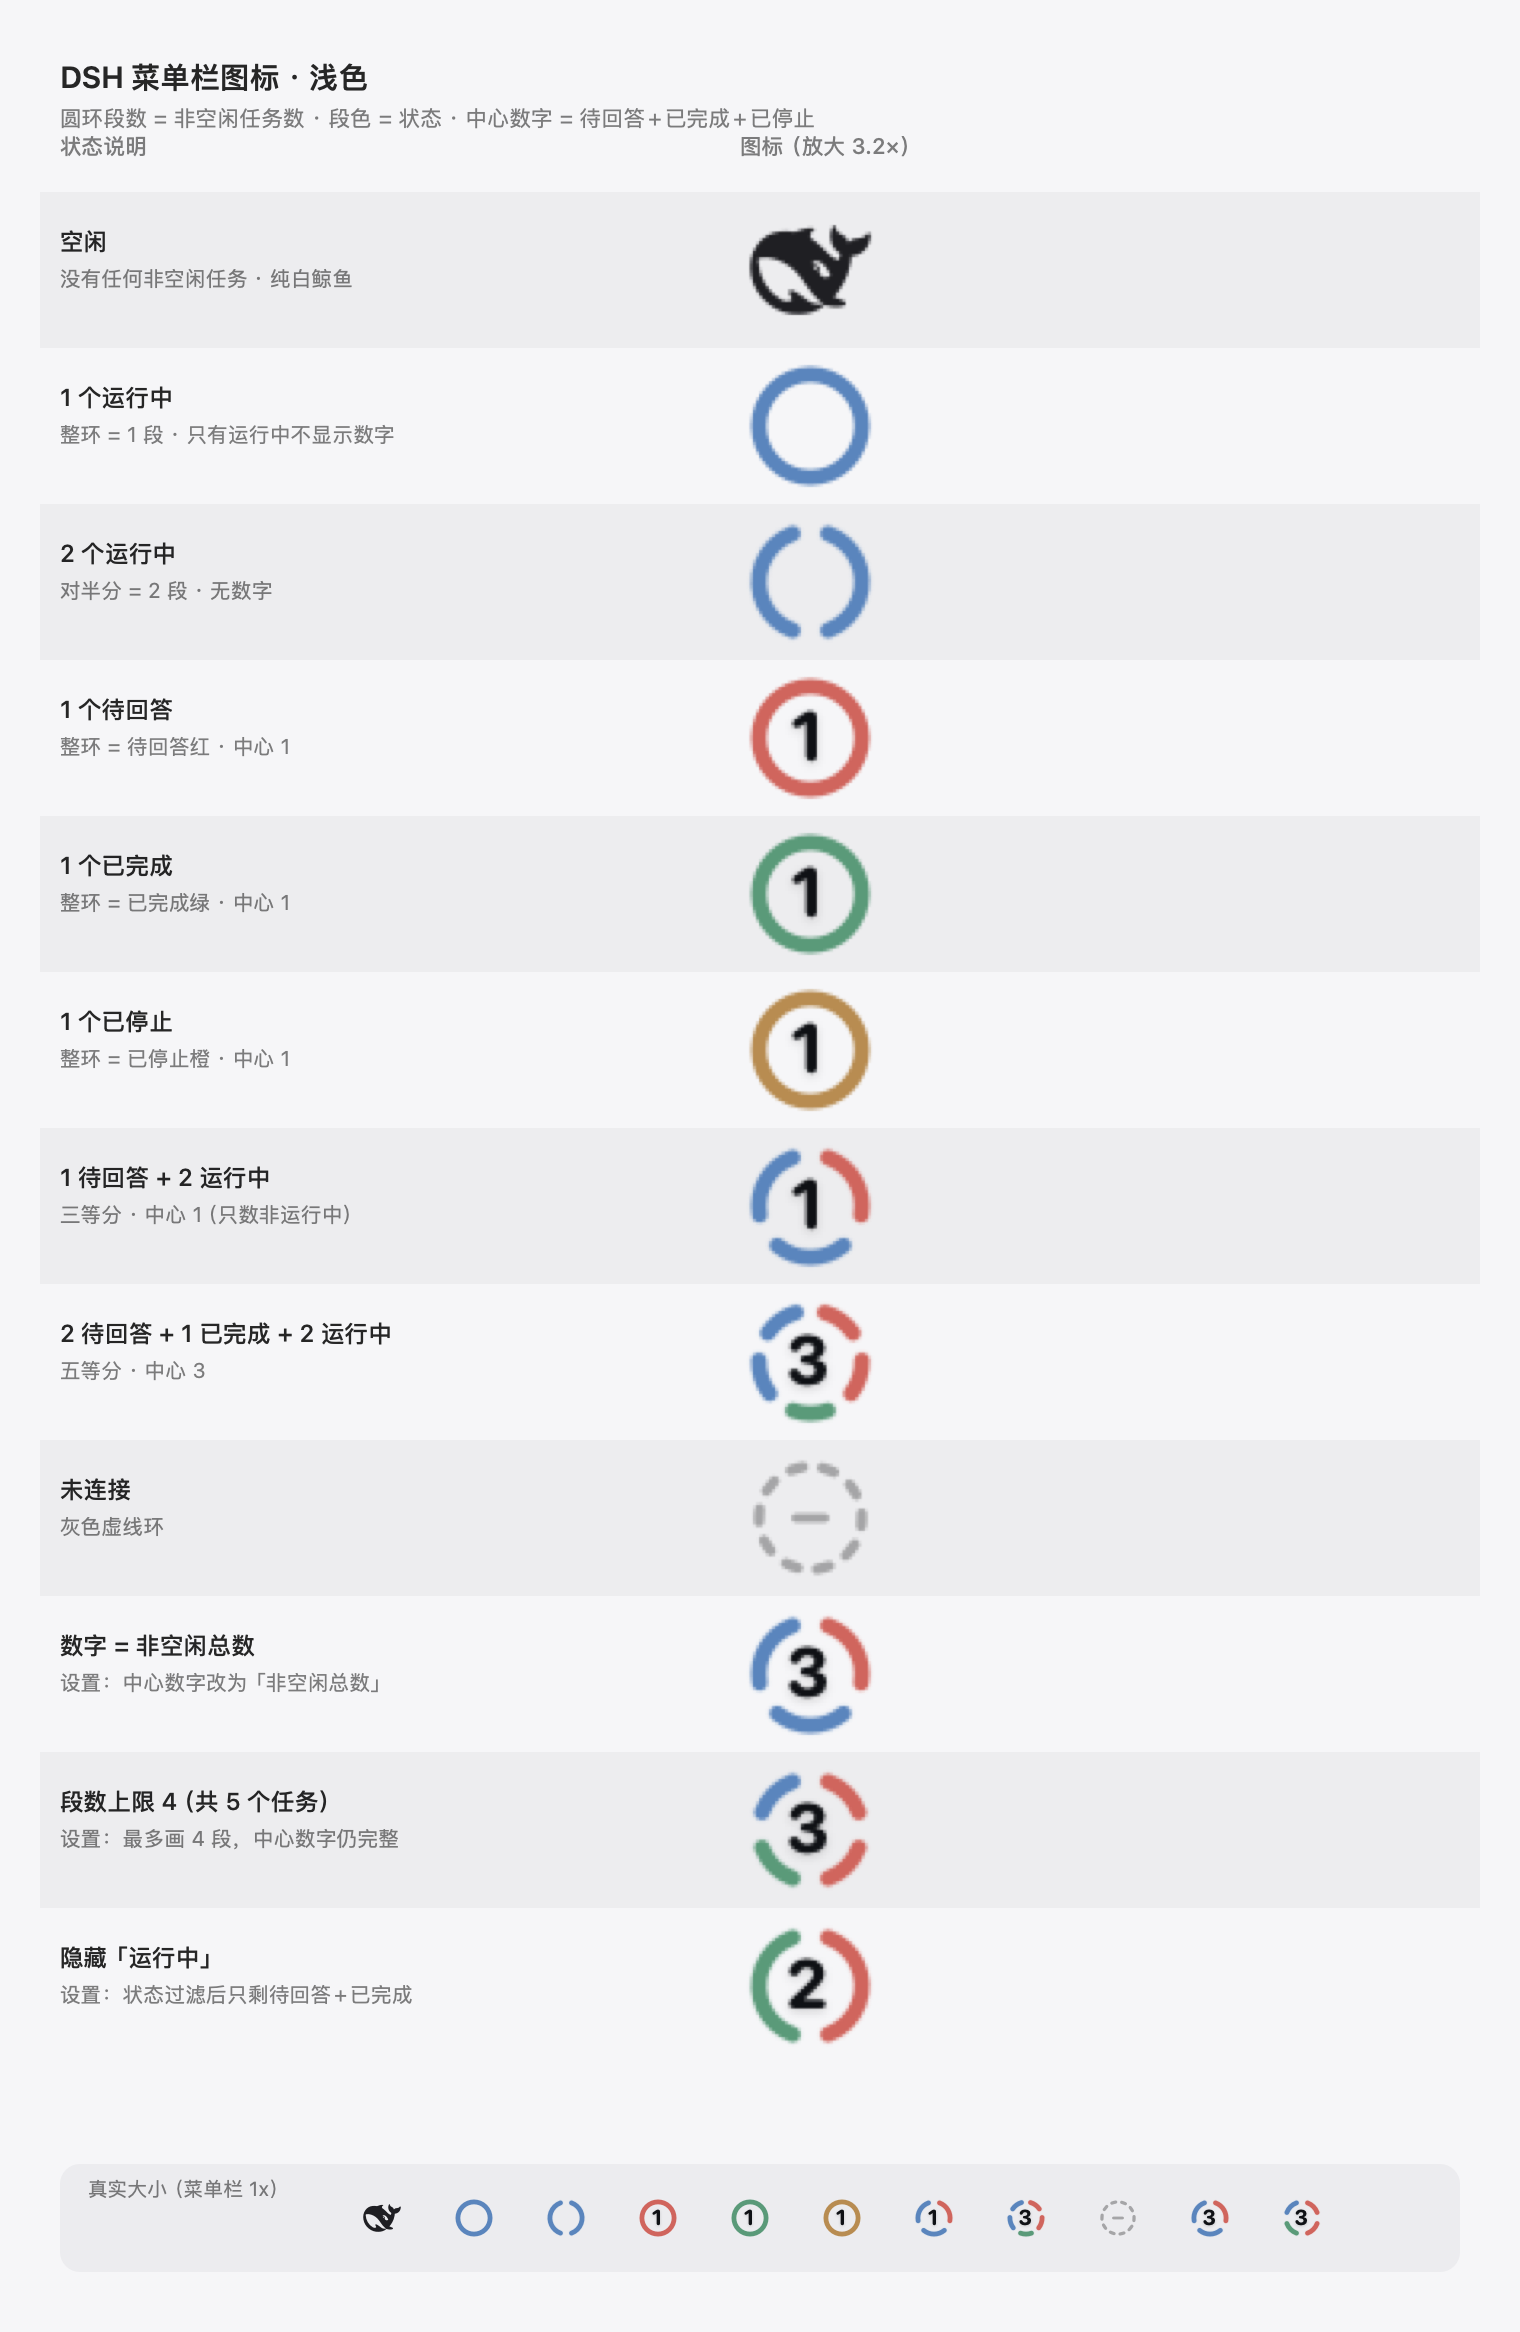 DSH 菜单栏图标 · 浅色
圆环段数 = 非空闲任务数 · 段色 = 状态 · 中心数字 = 待回答+已完成+已停止
状态说明
图标（放大 3.2×）
空闲
没有任何非空闲任务 · 纯白鲸鱼
1 个运行中
整环 = 1 段 · 只有运行中不显示数字
2 个运行中
对半分 = 2 段 · 无数字
1 个待回答
整环 = 待回答红 · 中心 1
1
1 个已完成
整环 = 已完成绿 · 中心 1
1
1 个已停止
整环 = 已停止橙 · 中心 1
1
1 待回答 + 2 运行中
三等分 · 中心 1（只数非运行中）
1
2 待回答 + 1 已完成 + 2 运行中
五等分 · 中心 3
3
未连接
灰色虚线环
数字 = 非空闲总数
设置：中心数字改为「非空闲总数」
3
段数上限 4（共 5 个任务）
设置：最多画 4 段，中心数字仍完整
3
隐藏「运行中」
设置：状态过滤后只剩待回答+已完成
2
真实大小（菜单栏 1x）
1 1 1 1 3 3 3